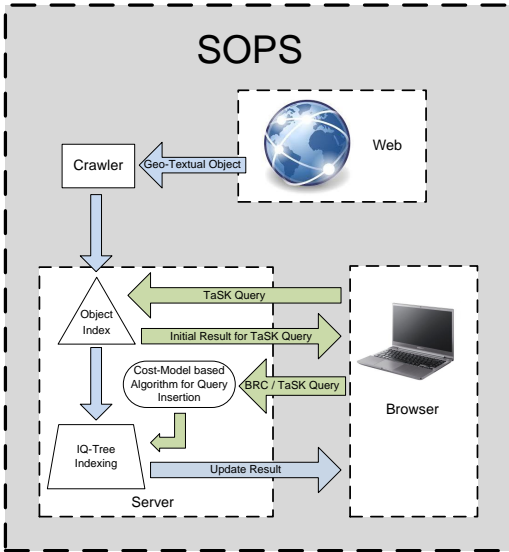 SOPS
Web
Crawler
Geo-Textual Object
TaSK Query
Object
Index
Initial Result for TaSK Query
Cost-Model based
Algorithm for Query
Insertion
BRC / TaSK Query
Browser
IQ-Tree
Indexing
Update Result
Server